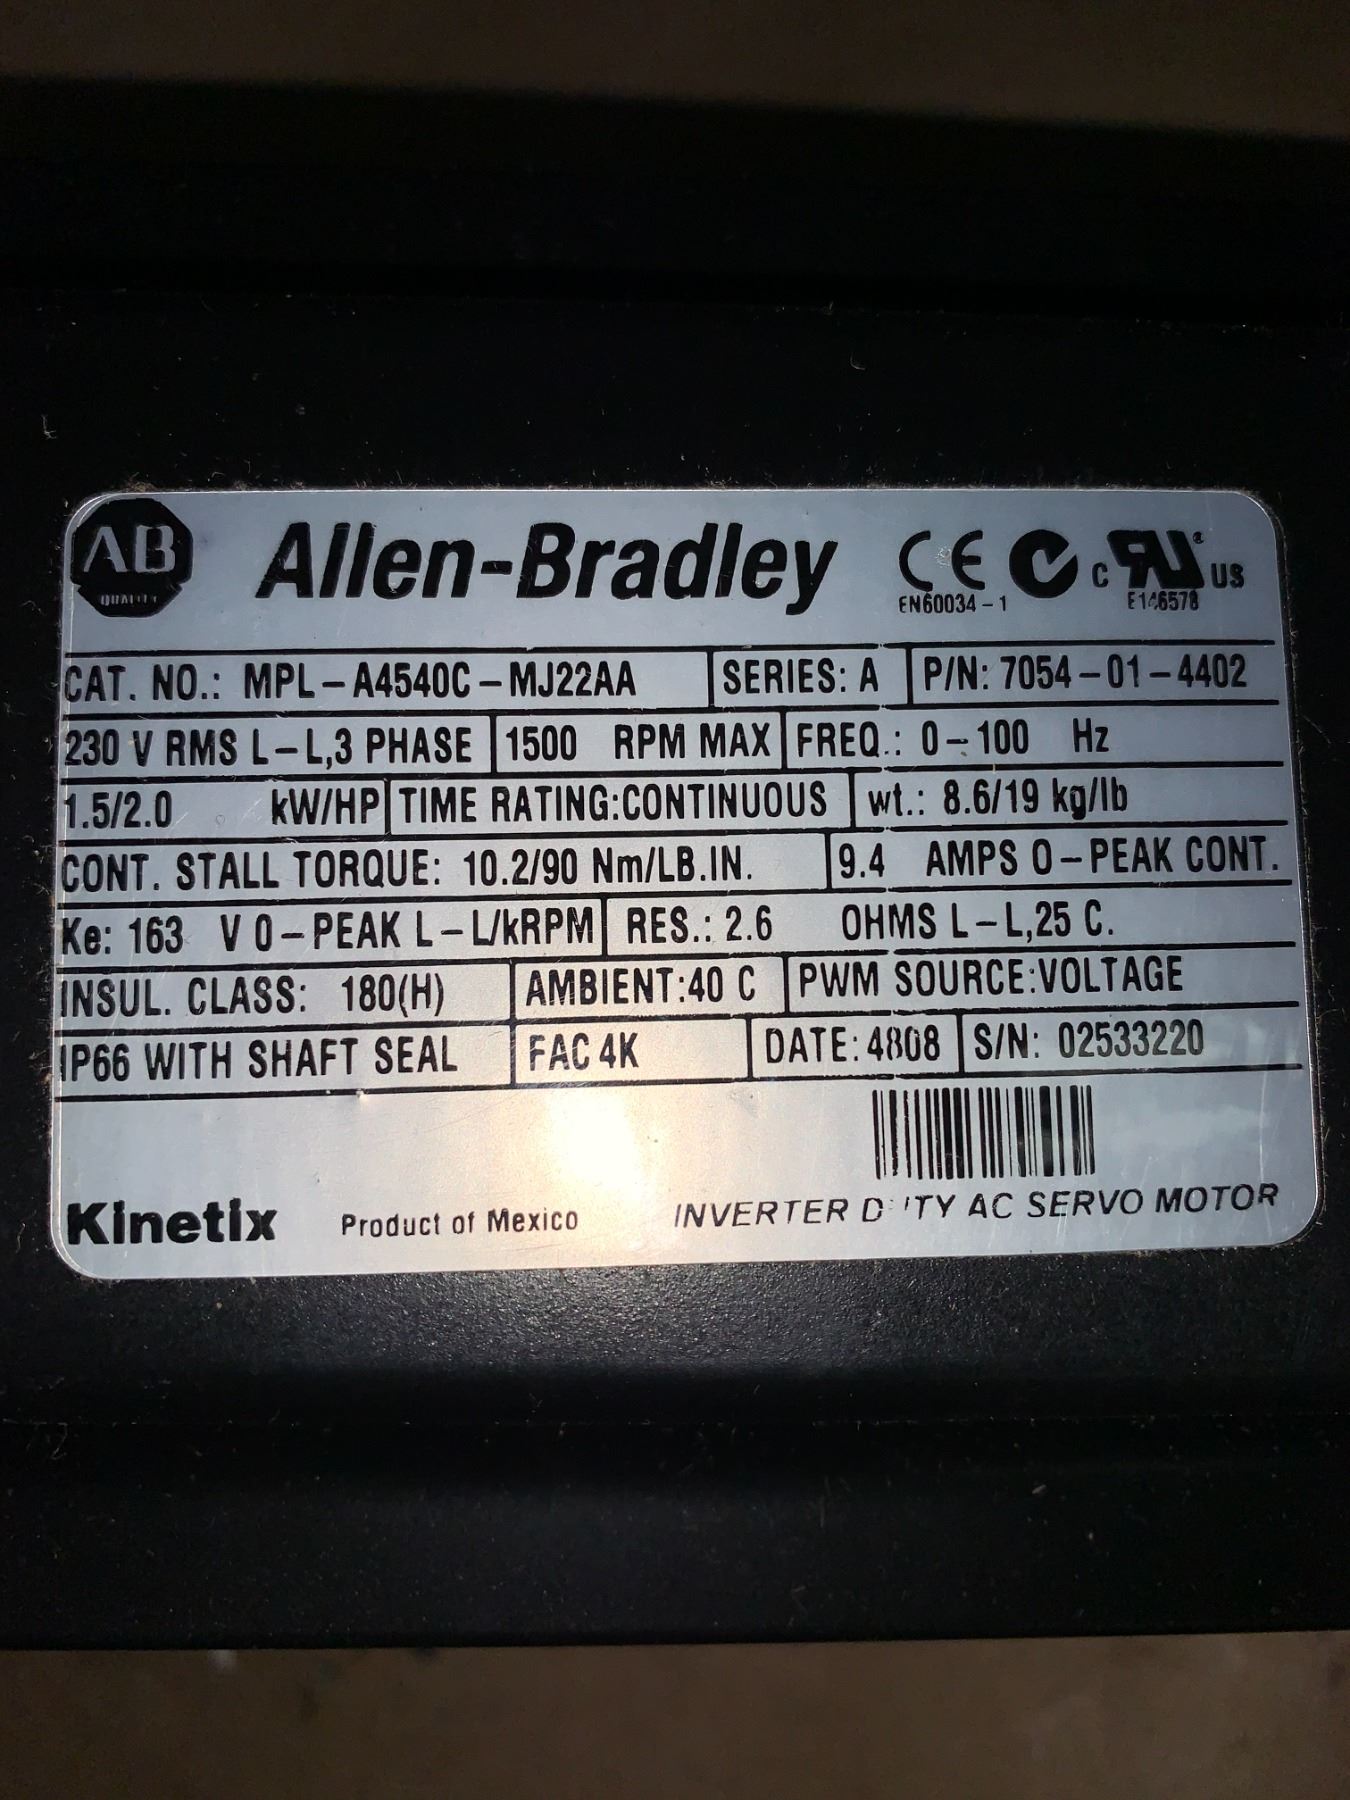 AB Allen-Bradley CE C RU US
QUALITY EN60034-1 E146578
CAT. NO.: MPL-A4540C-MJ22AA SERIES: A P/N: 7054-01-4402
230 V RMS L-L,3 PHASE 1500 RPM MAX FREQ.: 0-100 Hz
1.5/2.0 kW/HP TIME RATING:CONTINUOUS wt.: 8.6/19 kg/lb
CONT. STALL TORQUE: 10.2/90 Nm/LB.IN. 9.4 AMPS 0-PEAK CONT.
Ke: 163 V 0-PEAK L-L/kRPM RES.: 2.6 OHMS L-L,25 C.
INSUL. CLASS: 180(H) AMBIENT:40 C PWM SOURCE:VOLTAGE
IP66 WITH SHAFT SEAL FAC 4K DATE: 4808 S/N: 02533220
Kinetix Product of Mexico INVERTER DUTY AC SERVO MOTOR